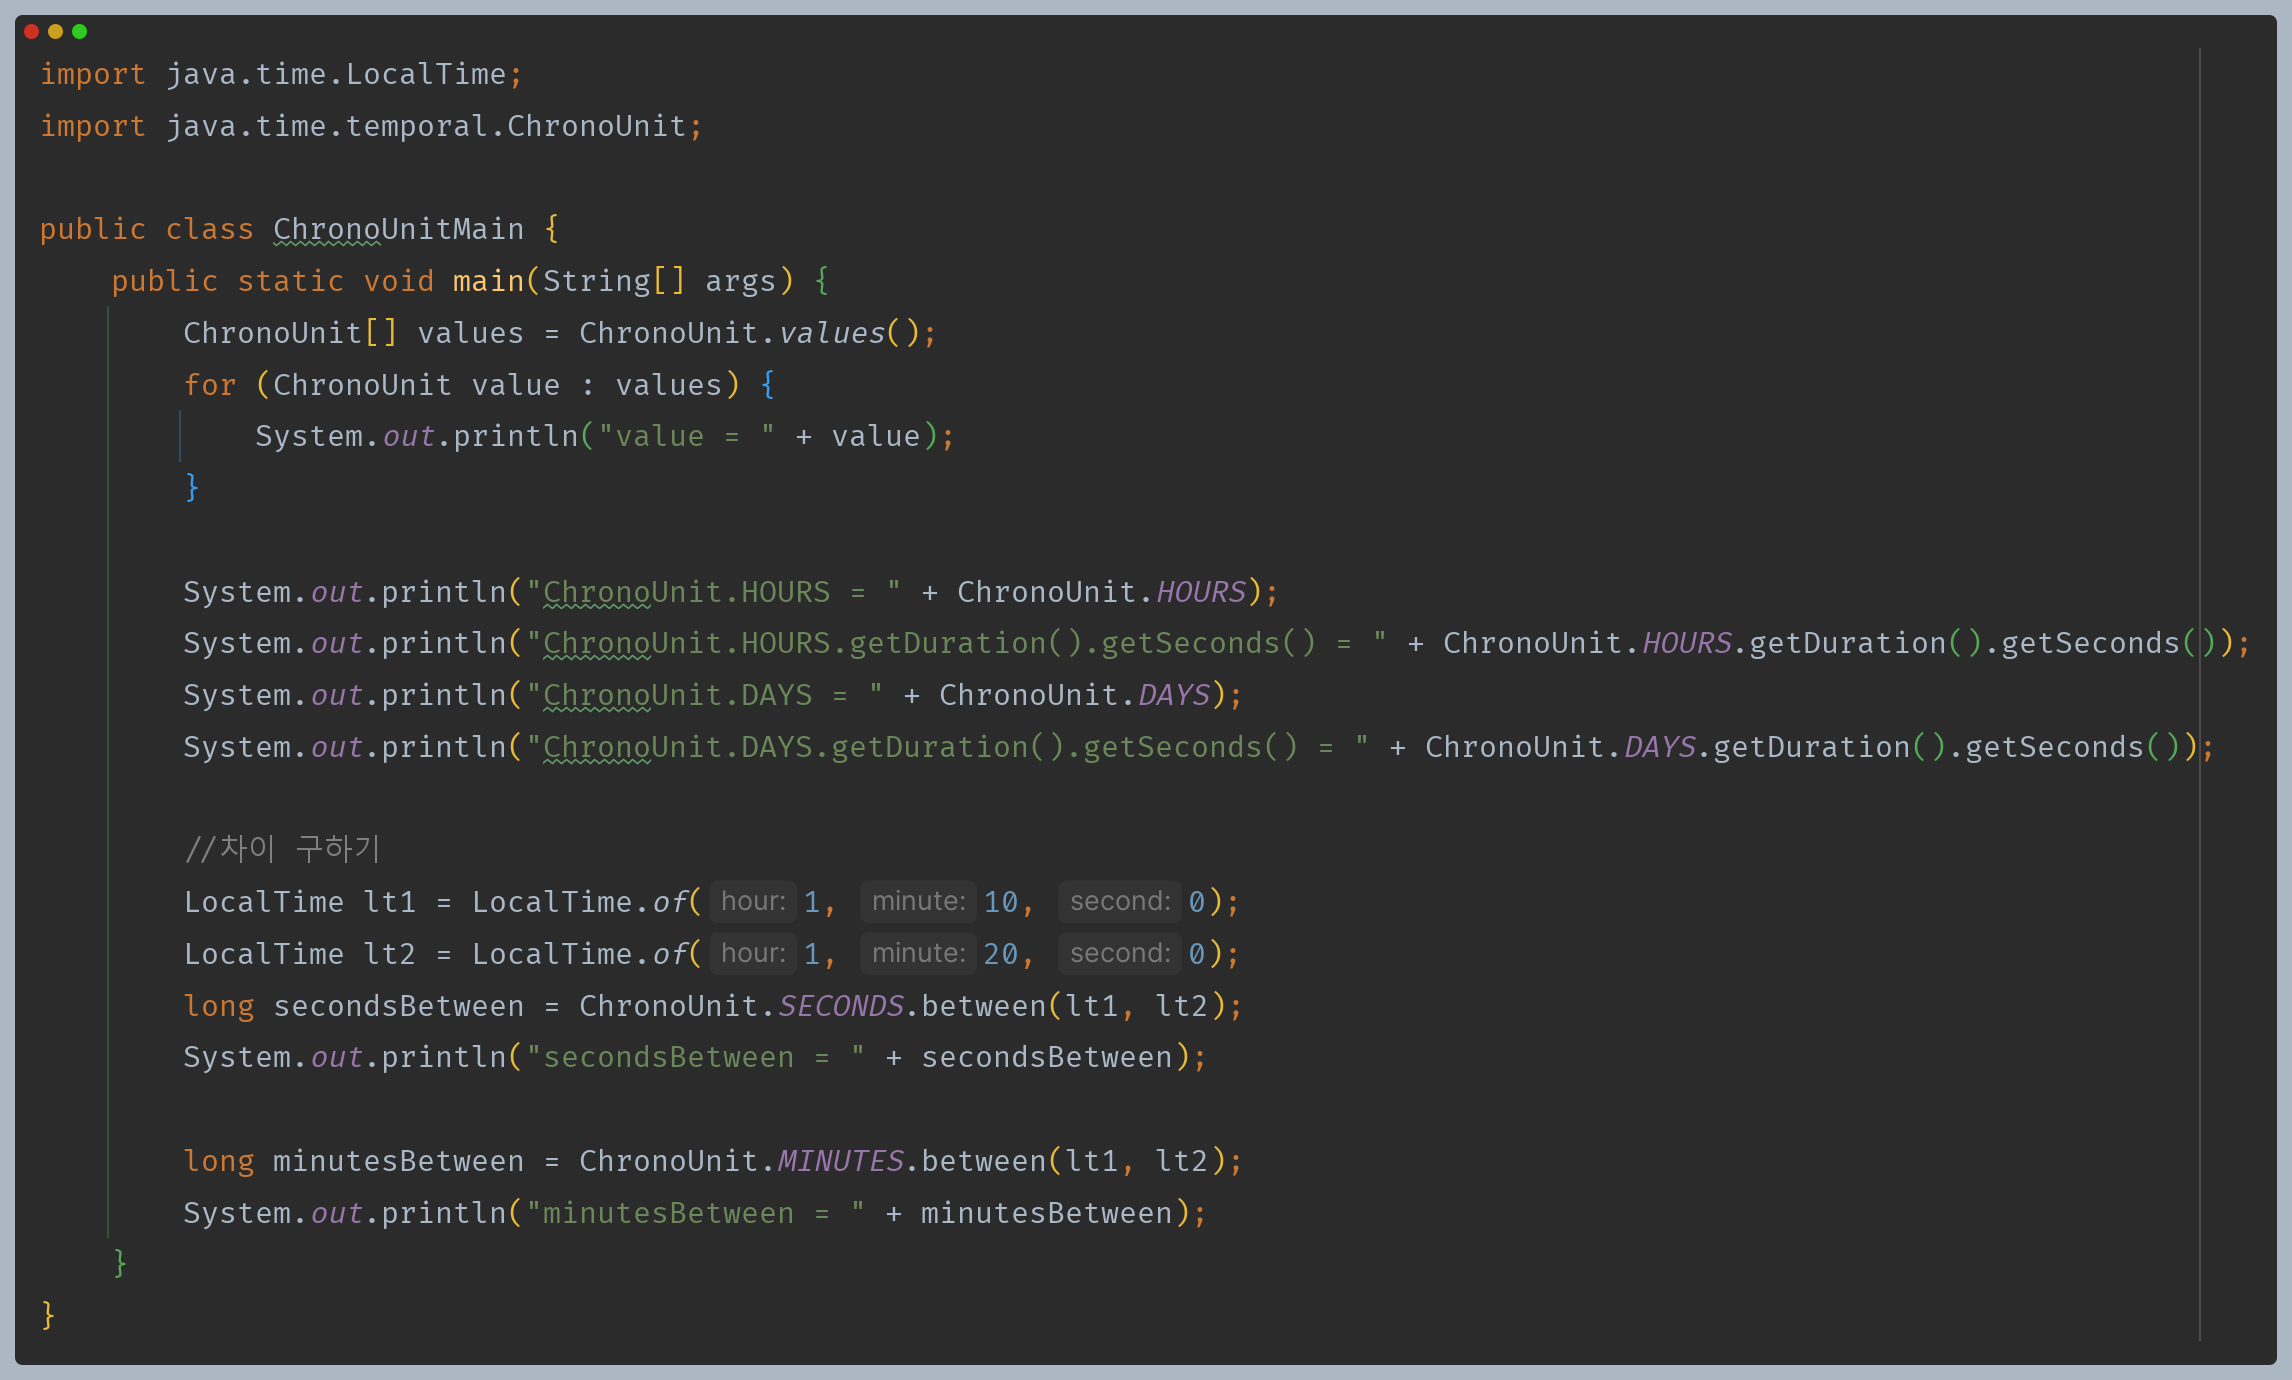 import java.time.LocalTime;
import java.time.temporal.ChronoUnit;
public class ChronoUnitMain {
public static void main(String[] args) {
ChronoUnit[] values = ChronoUnit.values();
for (ChronoUnit value : values) {
System.out.println("value = " + value);
}
System.out.println("ChronoUnit.HOURS = " + ChronoUnit.HOURS);
System.out.println("ChronoUnit.HOURS.getDuration().getSeconds() = " + ChronoUnit.HOURS.getDuration().getSeconds());
System.out.println("ChronoUnit.DAYS = " + ChronoUnit.DAYS);
System.out.println("ChronoUnit.DAYS.getDuration().getSeconds() = " + ChronoUnit.DAYS.getDuration().getSeconds());
//차이 구하기
LocalTime lt1 = LocalTime.of( hour: 1, minute: 10, second: 0);
LocalTime lt2 = LocalTime.of( hour: 1, minute: 20, second: 0);
long secondsBetween = ChronoUnit.SECONDS.between(lt1, lt2);
System.out.println("secondsBetween = " + secondsBetween);
long minutesBetween = ChronoUnit.MINUTES.between(lt1, lt2);
System.out.println("minutesBetween = " + minutesBetween);
}
}